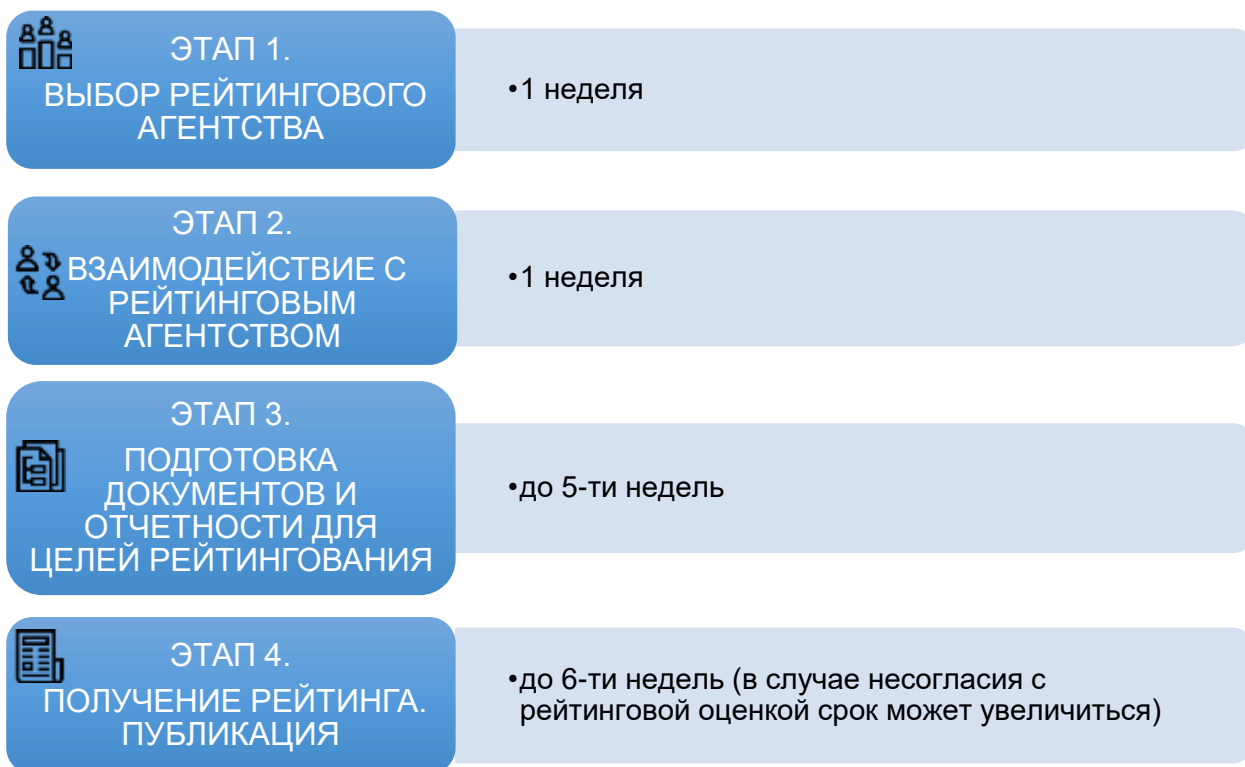 ЭТАП 1.
ВЫБОР РЕЙТИНГОВОГО
АГЕНТСТВА
•1 неделя
ЭТАП 2.
ВЗАИМОДЕЙСТВИЕ С
РЕЙТИНГОВЫМ
АГЕНТСТВОМ
•1 неделя
ЭТАП 3.
ПОДГОТОВКА
ДОКУМЕНТОВ И
ОТЧЕТНОСТИ ДЛЯ
ЦЕЛЕЙ РЕЙТИНГОВАНИЯ
•до 5-ти недель
ЭТАП 4.
ПОЛУЧЕНИЕ РЕЙТИНГА.
ПУБЛИКАЦИЯ
•до 6-ти недель (в случае несогласия с
рейтинговой оценкой срок может увеличиться)